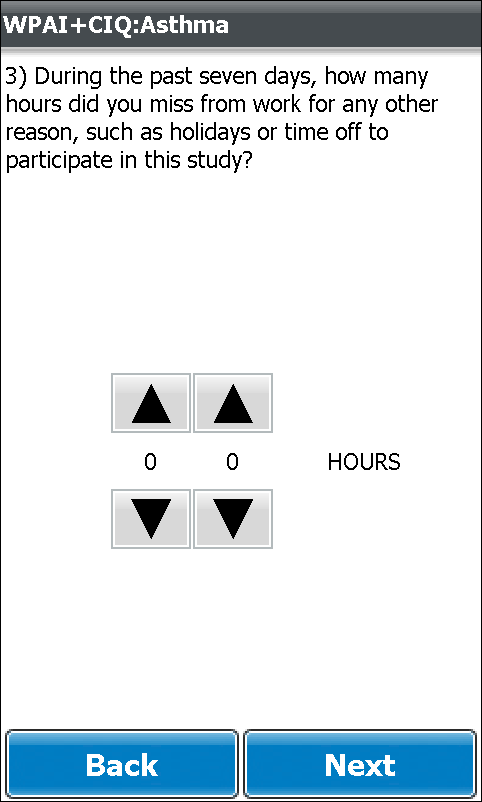 WPAI+CIQ:Asthma
3) During the past seven days, how many
hours did you miss from work for any other
reason, such as holidays or time off to
participate in this study?
0 0 HOURS
Back Next